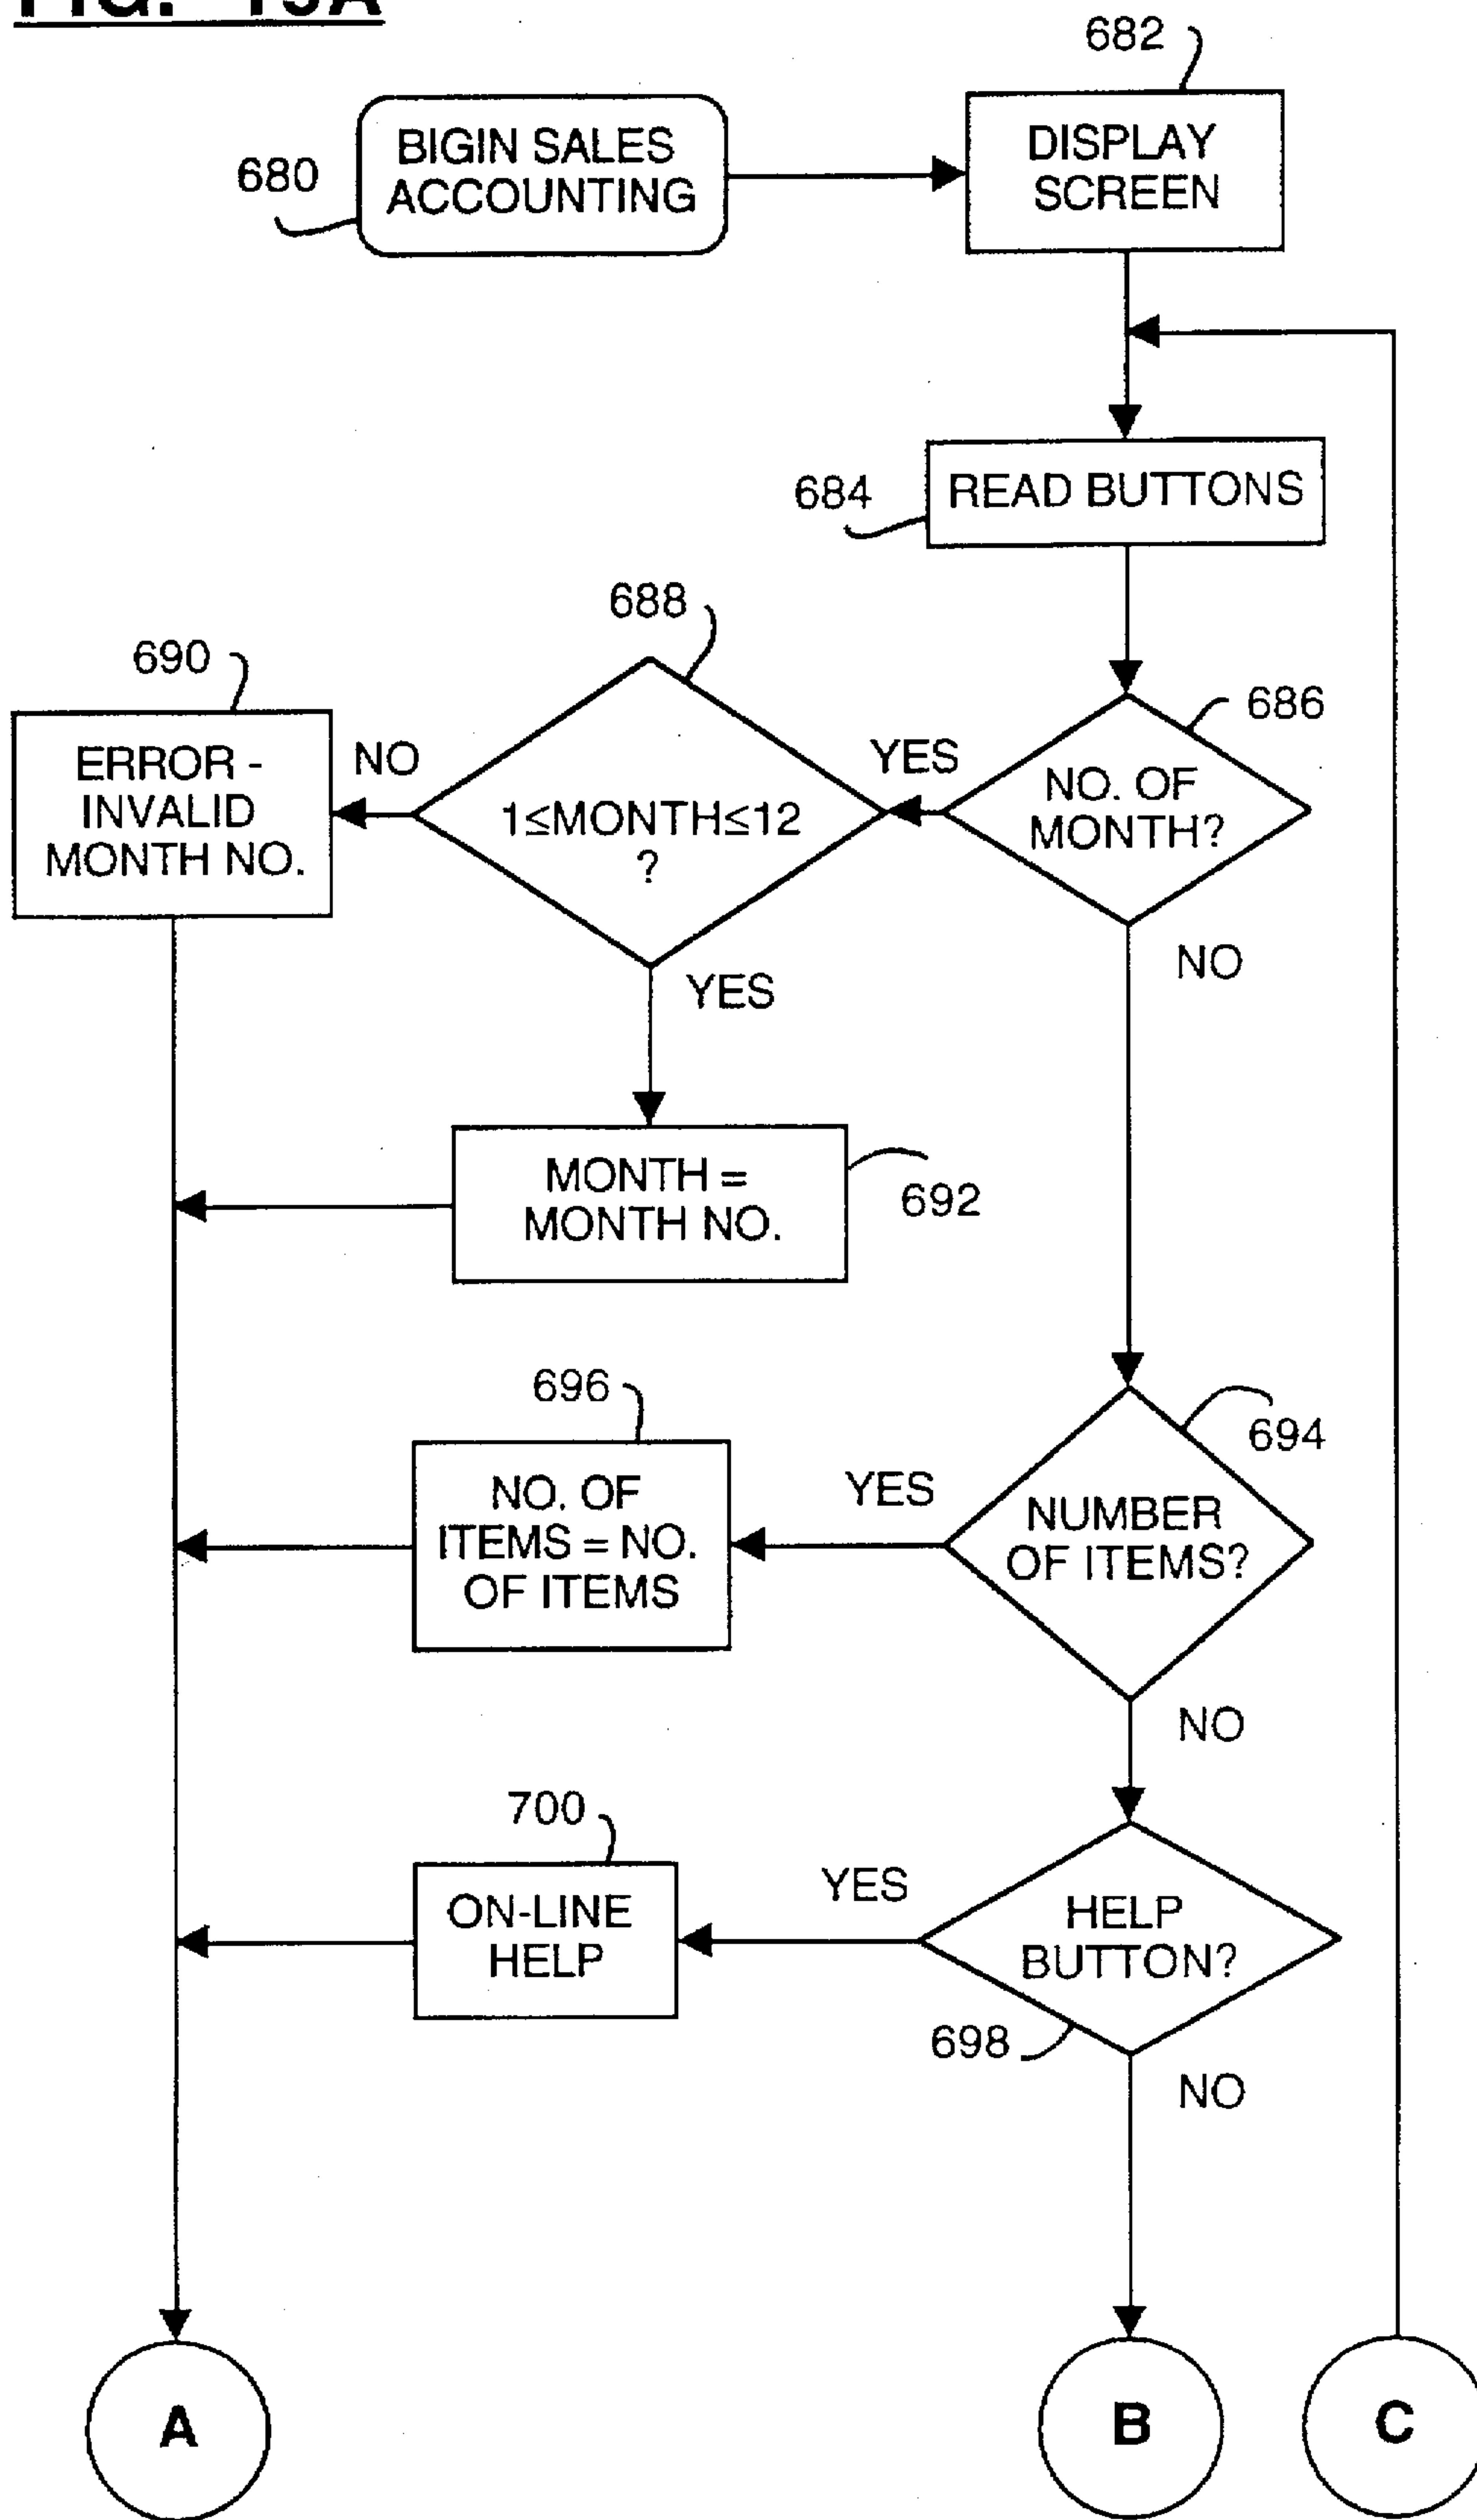 682
BIGIN SALES
ACCOUNTING
680
DISPLAY
SCREEN
684
READ BUTTONS
688
690
686
ERROR -
INVALID
MONTH NO.
NO
1≤MONTH≤12
?
YES
NO. OF
MONTH?
NO
YES
MONTH =
MONTH NO.
692
696
694
NO. OF
ITEMS = NO.
OF ITEMS
YES
NUMBER
OF ITEMS?
NO
700
ON-LINE
HELP
YES
HELP
BUTTON?
698
NO
A
B
C